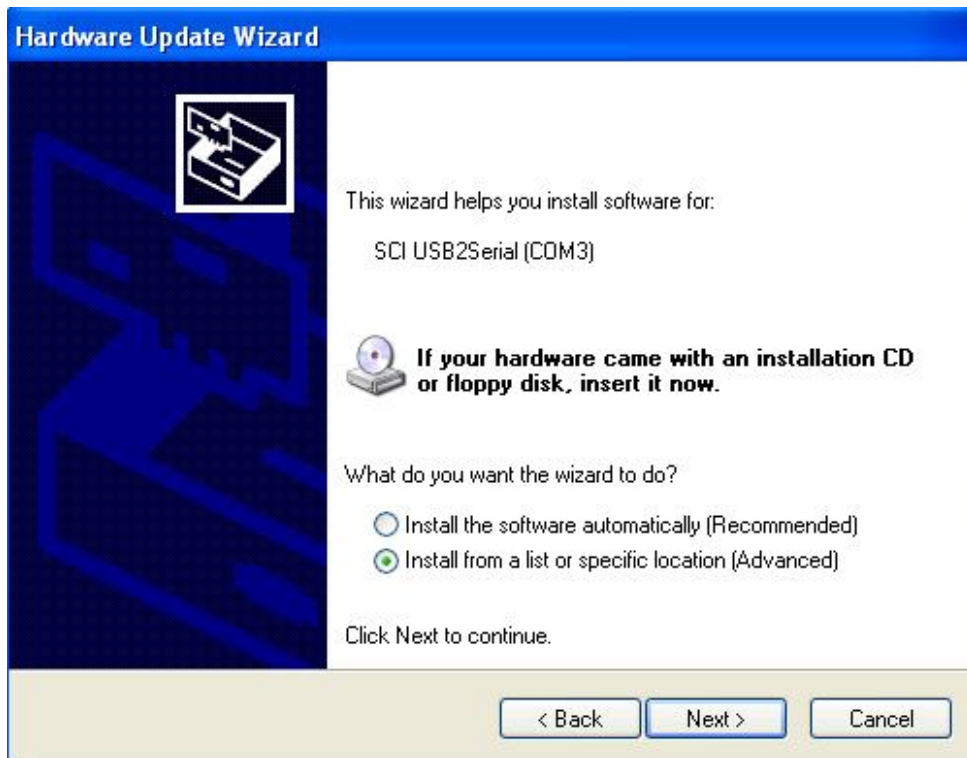 Hardware Update Wizard
This wizard helps you install software for:
SCI USB2Serial (COM3)
If your hardware came with an installation CD
or floppy disk, insert it now.
What do you want the wizard to do?
Install the software automatically (Recommended)
Install from a list or specific location (Advanced)
Click Next to continue.
< Back Next > Cancel